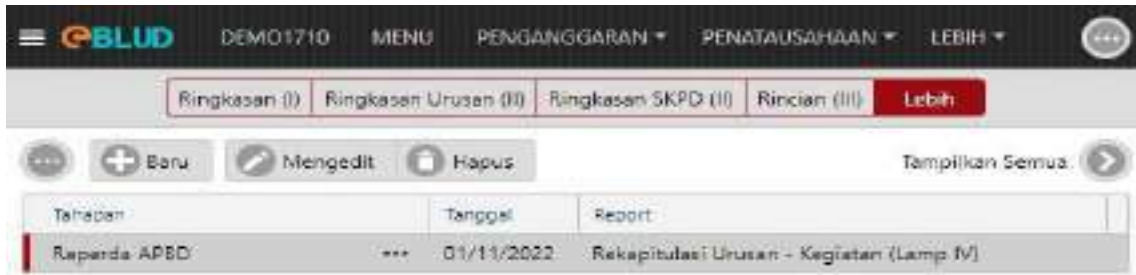 eBLUD DEMO1710 MENU PENGANGGARAN PENATAUSAHAAN LEBIH
Ringkasan (I) Ringkasan Urusan (II) Ringkasan SKPD (II) Rincian (III) Lebih
Baru Mengedit Hapus Tampilkan Semua
Tahapan Tanggal Report
Raperda APBD 01/11/2022 Rekapitulasi Urusan - Kegiatan (Lamp IV)